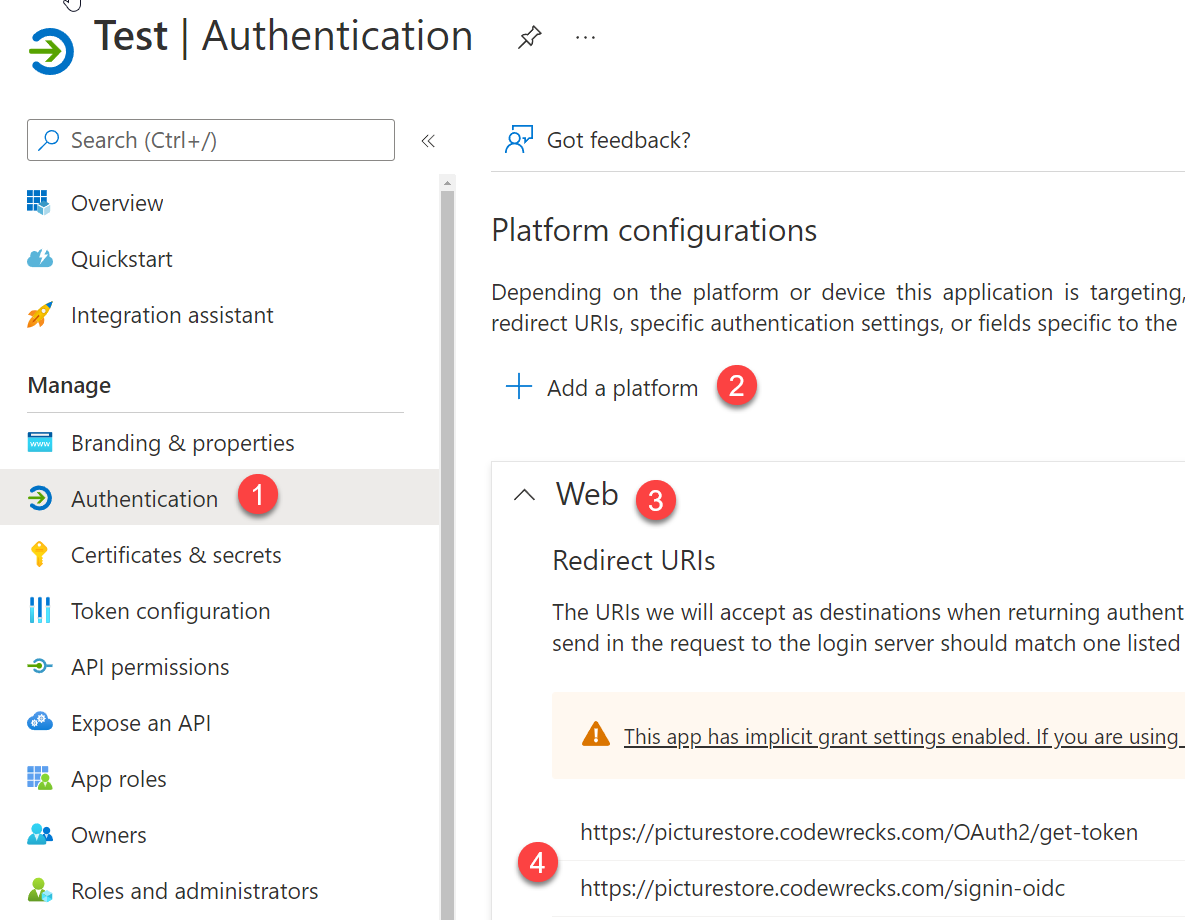 Test | Authentication
Search (Ctrl+/)
Overview
Quickstart
Integration assistant
Manage
Branding & properties
Authentication 1
Certificates & secrets
Token configuration
API permissions
Expose an API
App roles
Owners
Roles and administrators
Got feedback?
Platform configurations
Depending on the platform or device this application is targeting,
redirect URIs, specific authentication settings, or fields specific to the
Add a platform 2
Web 3
Redirect URIs
The URIs we will accept as destinations when returning authent
send in the request to the login server should match one listed
This app has implicit grant settings enabled. If you are using
https://picturestore.codewrecks.com/OAuth2/get-token
4
https://picturestore.codewrecks.com/signin-oidc